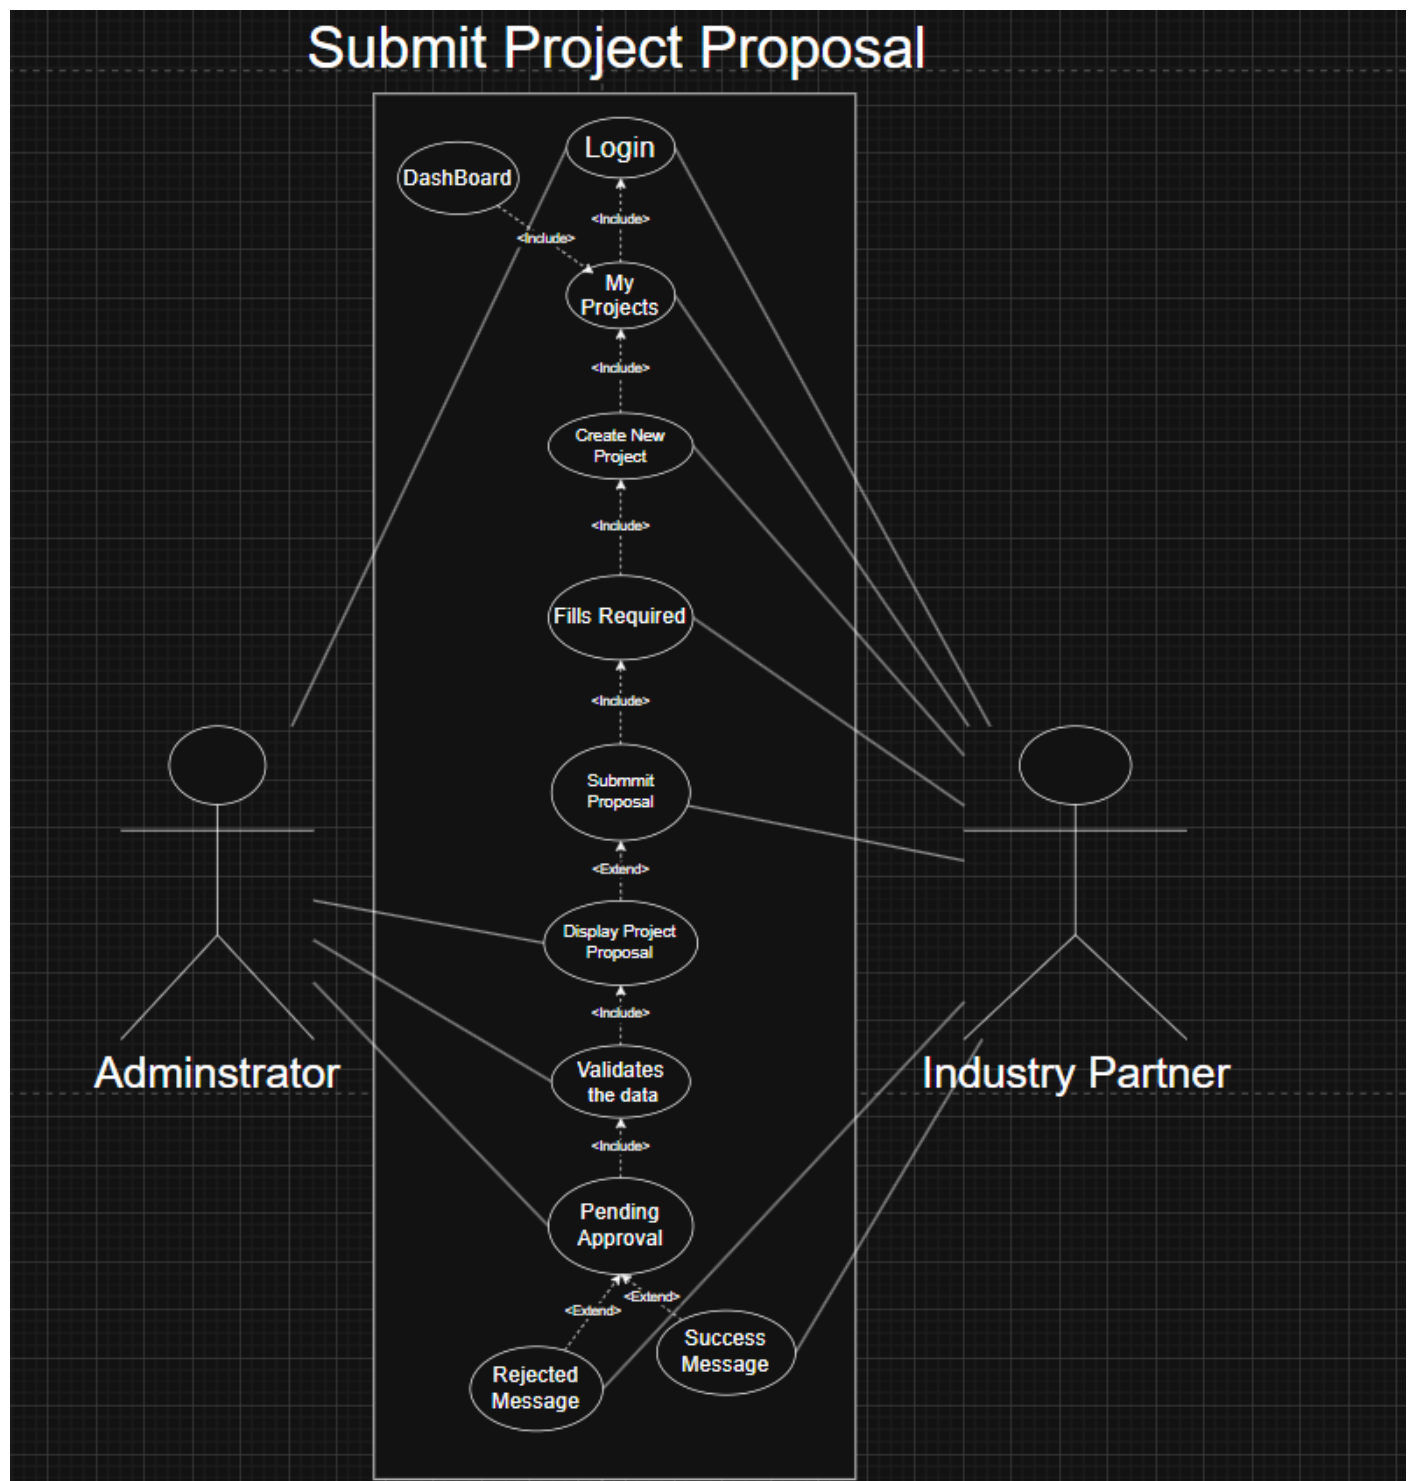 Submit Project Proposal
Login
DashBoard
<Include>
<Include>
My
Projects
<Include>
Create New
Project
<Include>
Fills Required
<Include>
Submmit
Proposal
<Extend>
Display Project
Proposal
<Include>
Adminstrator
Validates
the data
Industry Partner
<Include>
Pending
Approval
<Extend>
<Extend>
Success
Message
Rejected
Message